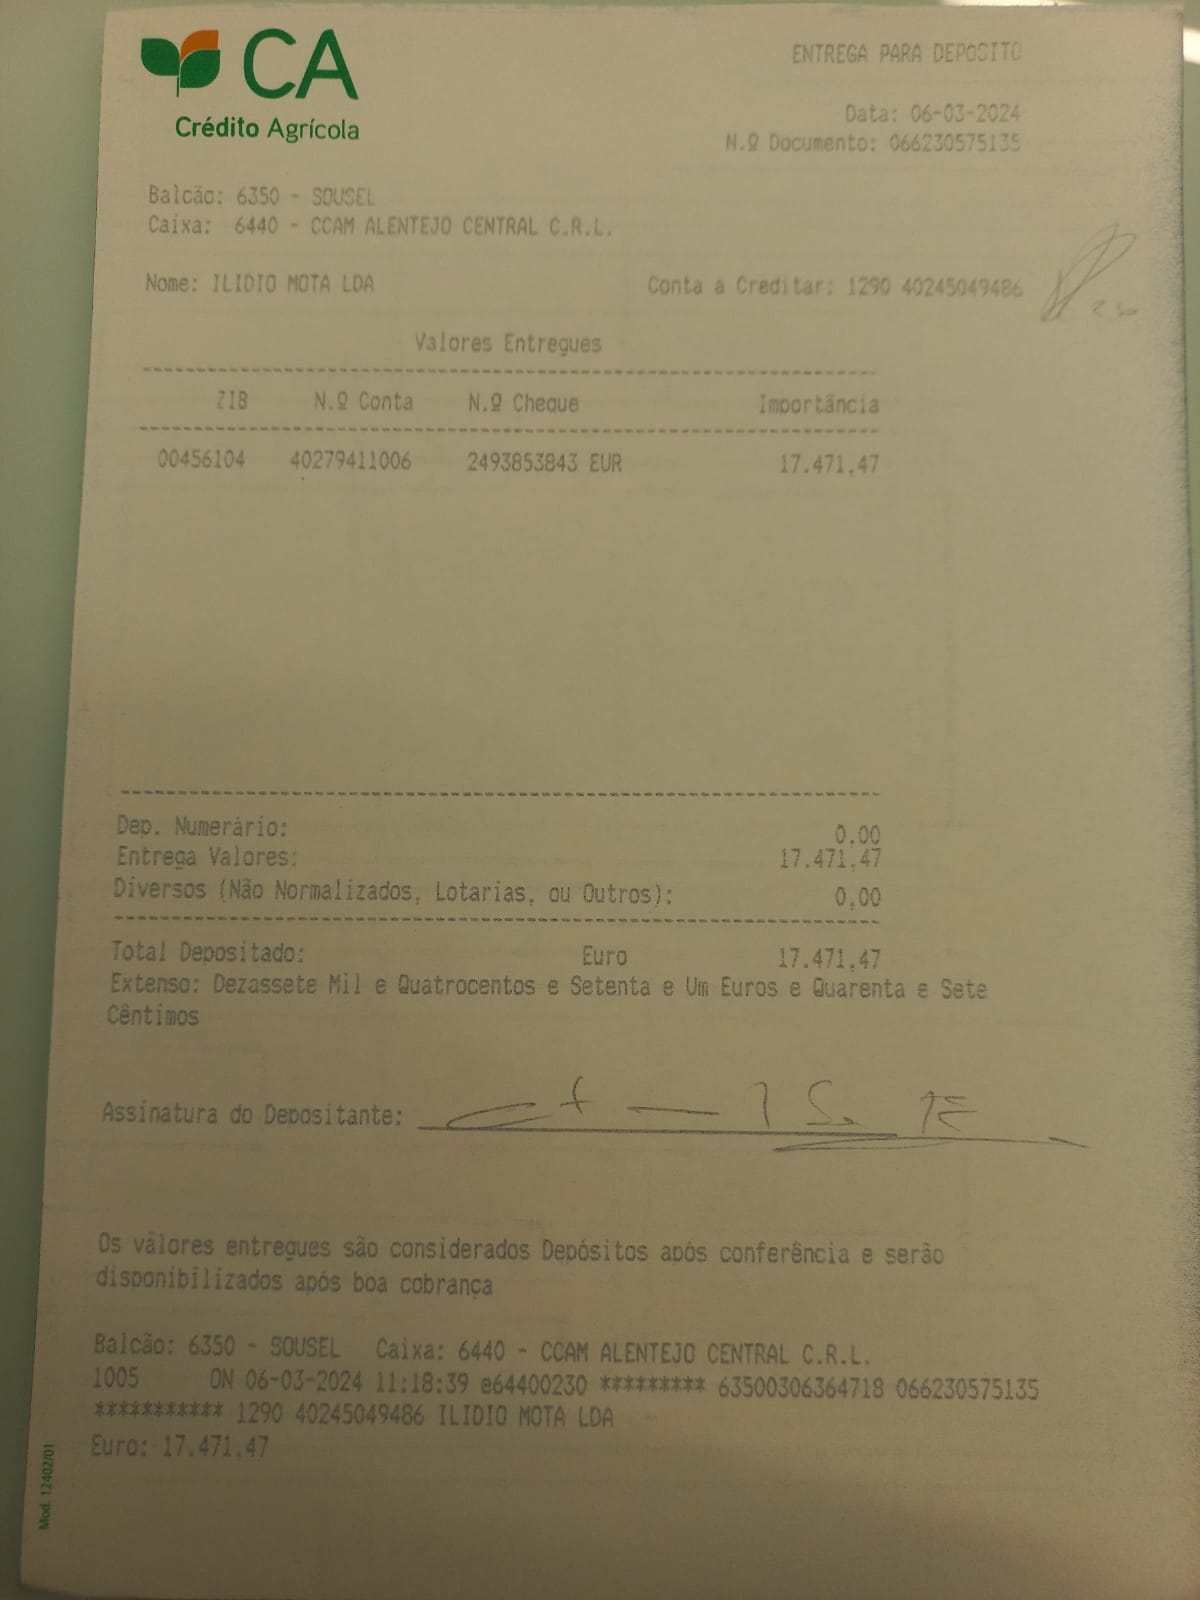 CA
Crédito Agrícola
ENTREGA PARA DEPÓSITO
Data: 06-03-2024
N.º Documento: 066230575135
Balcão: 6350 - SOUSEL
Caixa: 6440 - CCAM ALENTEJO CENTRAL C.R.L.
Nome: ILIDIO MOTA LDA Conta a Creditar: 1290 40245049486
Valores Entregues
ZIB N.º Conta N.º Cheque Importância
00456104 40279411006 2493853843 EUR 17.471,47
Dep. Numerário: 0,00
Entrega Valores: 17.471,47
Diversos (Não Normalizados, Lotarias, ou Outros): 0,00
Total Depositado: Euro 17.471,47
Extenso: Dezassete Mil e Quatrocentos e Setenta e Um Euros e Quarenta e Sete
Cêntimos
Assinatura do Depositante:
Os valores entregues são considerados Depósitos após conferência e serão
disponibilizados após boa cobrança
Balcão: 6350 - SOUSEL Caixa: 6440 - CCAM ALENTEJO CENTRAL C.R.L.
1005 ON 06-03-2024 11:18:39 e64400230 ********* 63500306364718 066230575135
*********** 1290 40245049486 ILIDIO MOTA LDA
Euro: 17.471,47
Mod. 12402/01